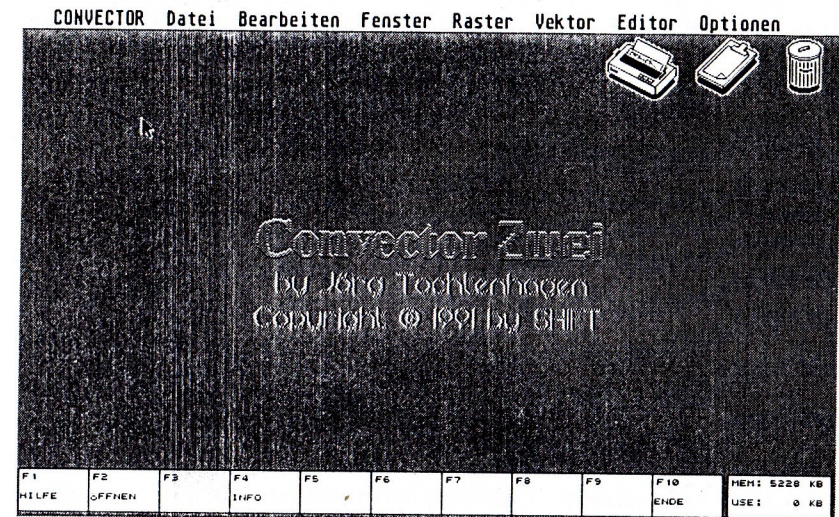 CONVECTOR Datei Bearbeiten Fenster Raster Vektor Editor Optionen
Convector Zwei
by Jörg Tochtenhagen
Copyright © 1991 by SHIFT
F1 F2 F3 F4 F5 F6 F7 F8 F9 F10 MEM: 5228 KB
HILFE ÖFFNEN INFO ENDE USE: 0 KB